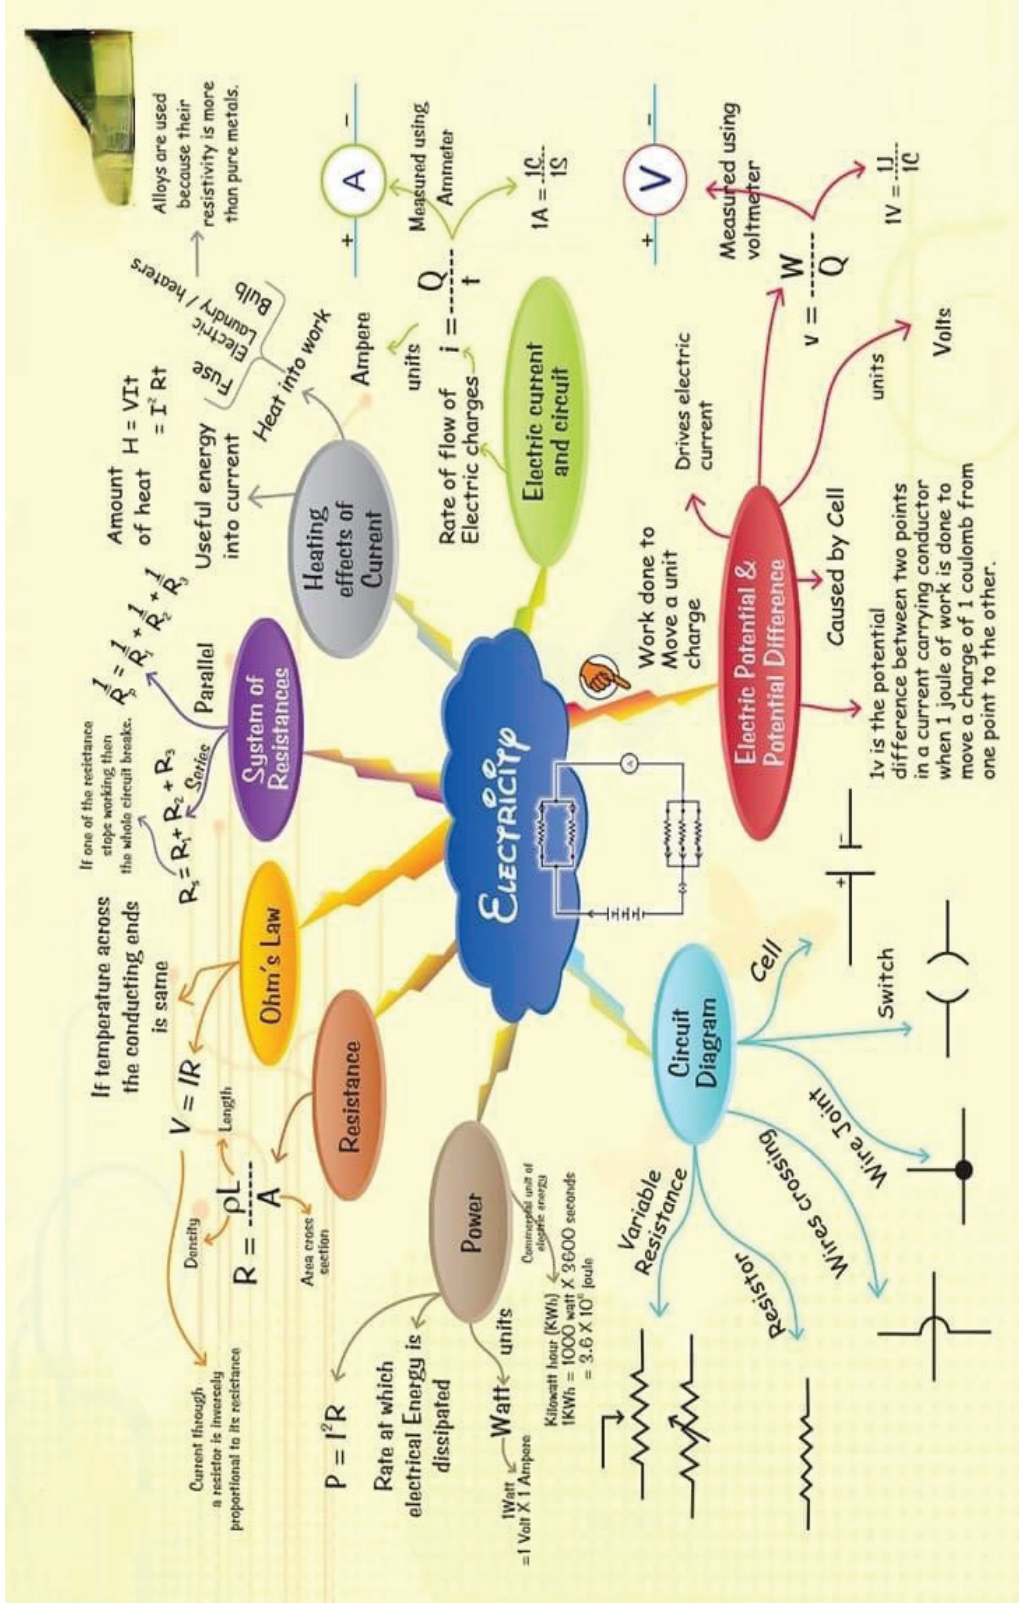 ELECTRICITY
Ohm's Law
If temperature across
the conducting ends
is same
V = IR
Current through
a resistor is inversely
proportional to its resistance
System of
Resistances
Series
Rs = R1 + R2 + R3
If one of the resistance
stops working then
the whole circuit breaks.
Parallel
1/Rp = 1/R1 + 1/R2 + 1/R3
Heating
effects of
Current
Useful energy
into current
Amount
of heat
H = VIt
= I² Rt
Heat into work
Fuse
Electric
Laundry / heaters
Bulb
Alloys are used
because their
resistivity is more
than pure metals.
Electric current
and circuit
Rate of flow of
Electric charges
i = Q/t
units
Ampere
Measured using
Ammeter
+ A −
1A = 1C/1S
Electric Potential &
Potential Difference
Work done to
Move a unit
charge
Drives electric
current
v = W/Q
Measured using
voltmeter
+ V −
1V = 1J/1C
units
Volts
Caused by Cell
1v is the potential
difference between two points
in a current carrying conductor
when 1 joule of work is done to
move a charge of 1 coulomb from
one point to the other.
Circuit
Diagram
Cell
+ −
Switch
Wire Joint
Wires crossing
Resistor
Variable
Resistance
Power
P = I²R
Rate at which
electrical Energy is
dissipated
units
Watt
1Watt
=1 Volt X 1 Ampere
Commercial unit of
electric energy
Kilowatt hour (KWh)
1KWh = 1000 watt X 3600 seconds
= 3.6 X 10⁶ joule
Resistance
R = ρL/A
Density
Length
Area cross
section
A